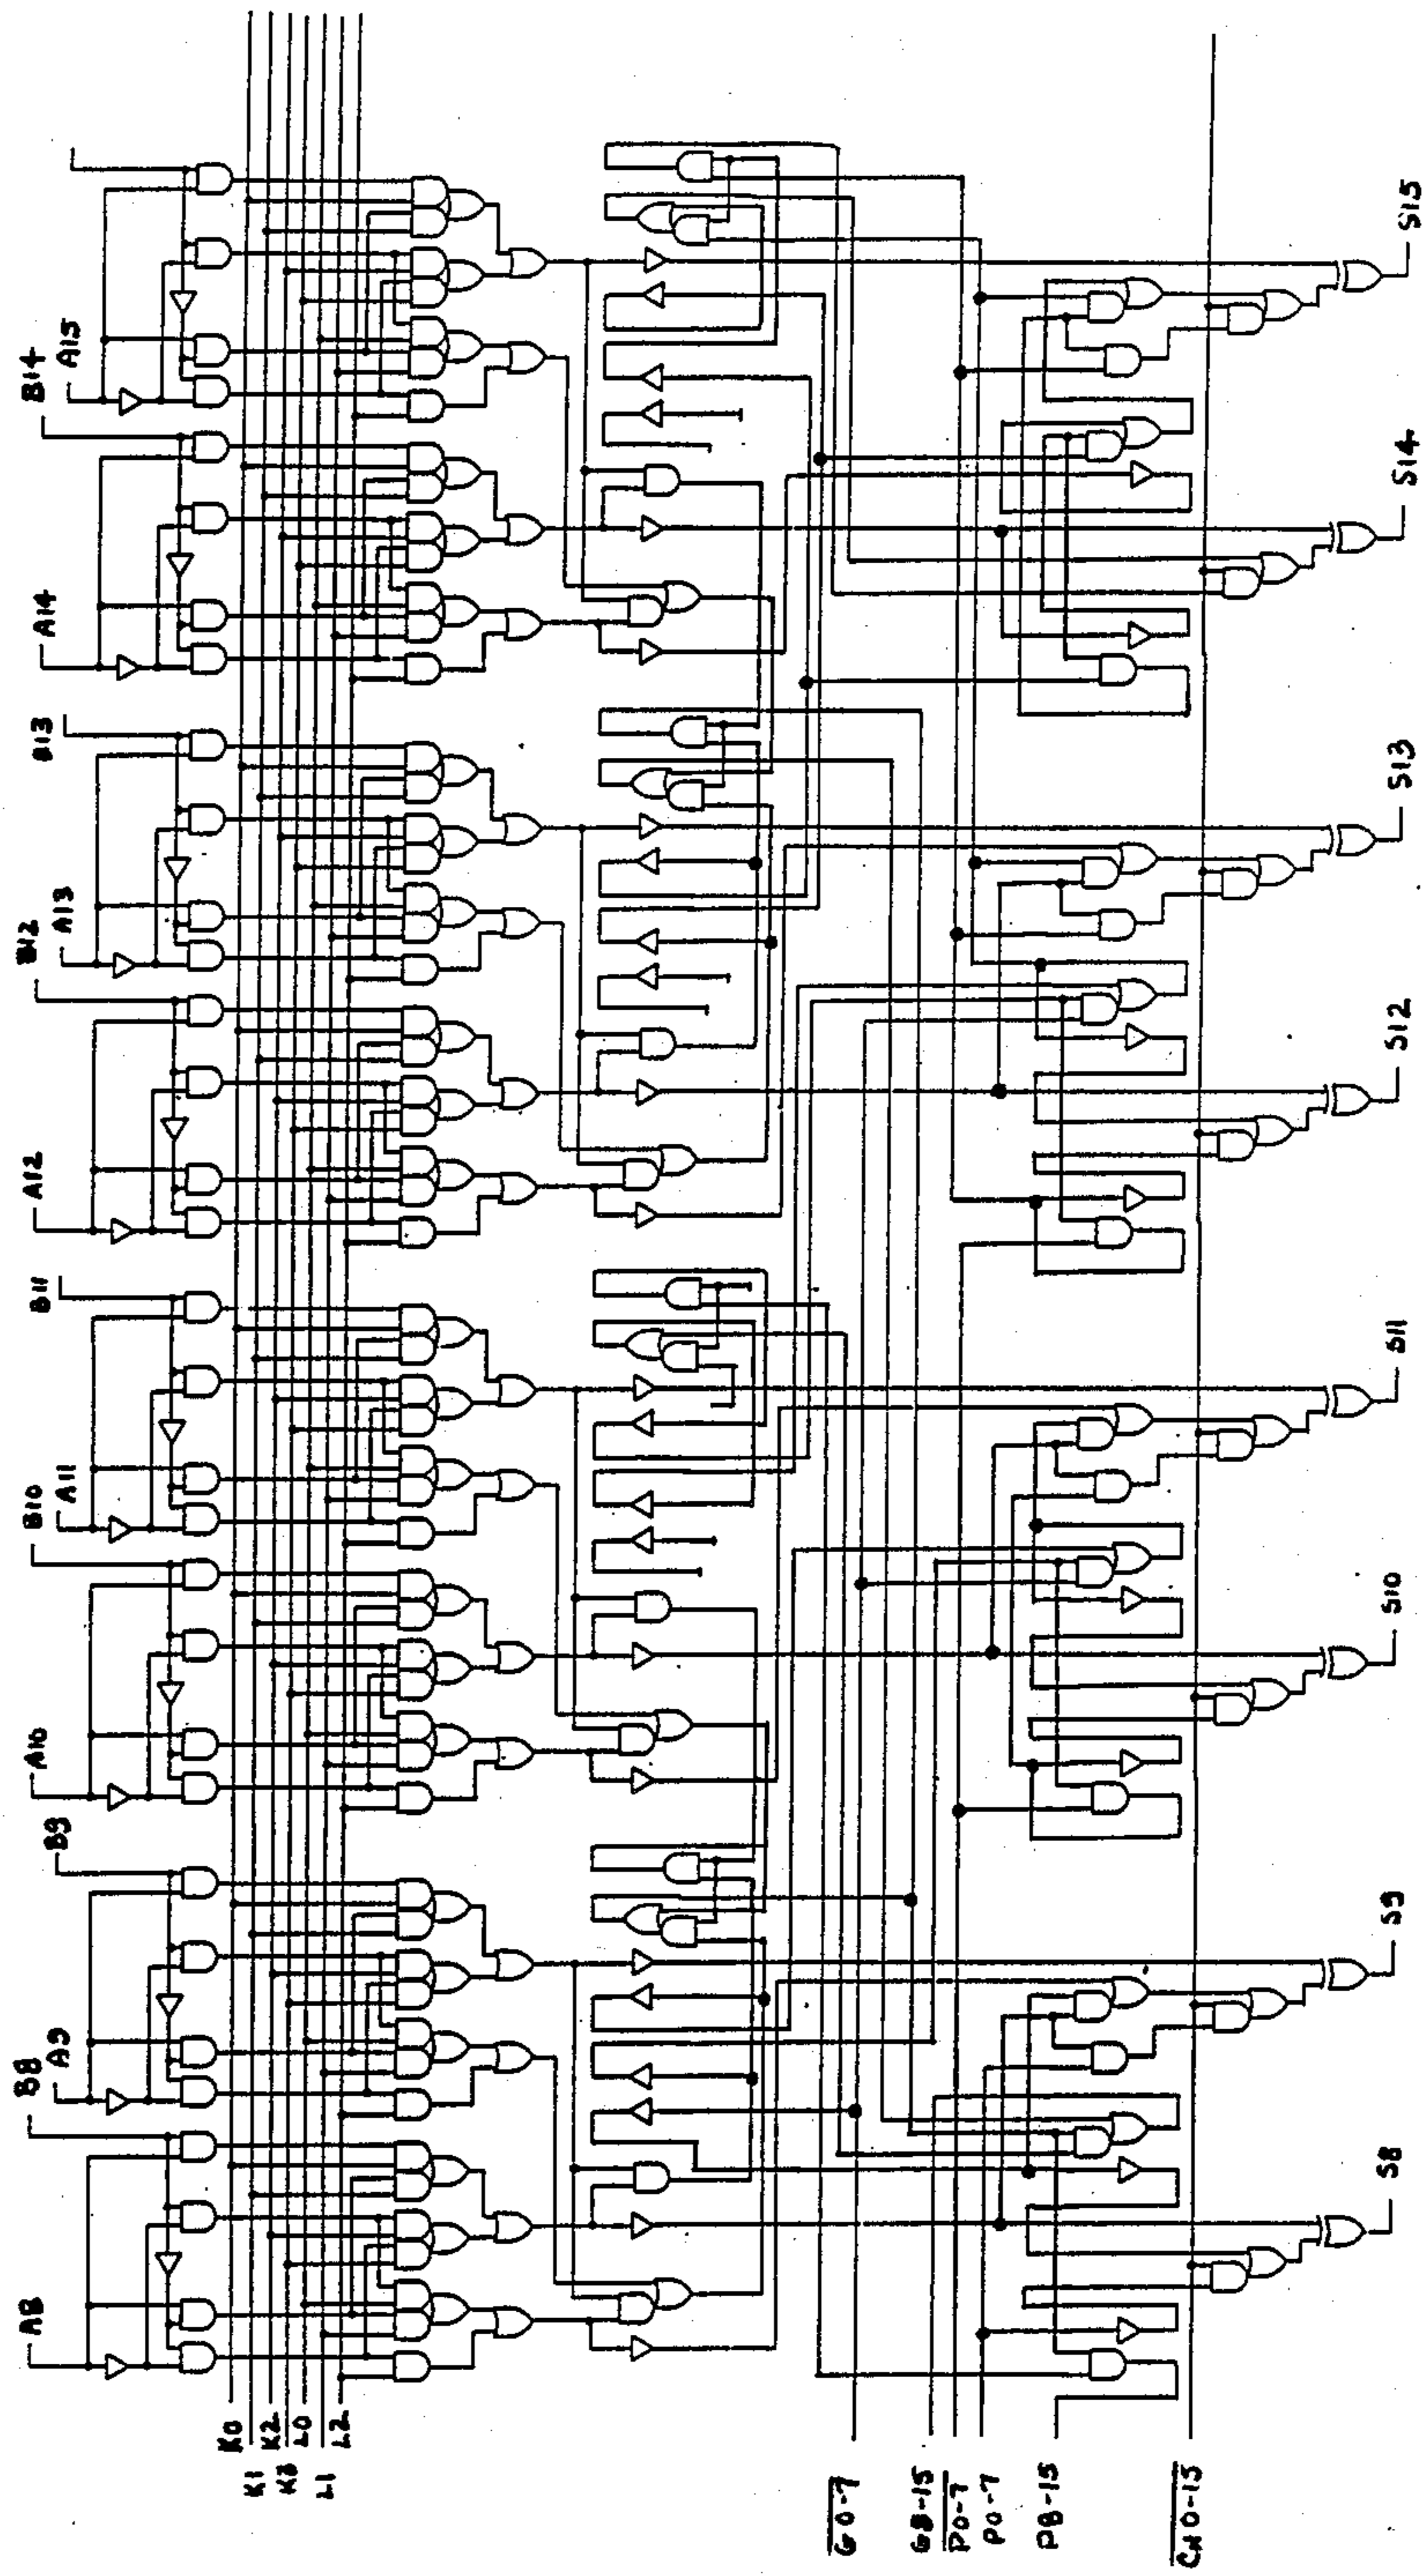 A8
B8
A9
B9
A10
B10
A11
B11
A12
B12
A13
B13
A14
B14
A15
K0
K1
K2
K3
L0
L1
L2
G0-7
G8-15
P0-7
P0-7
P8-15
CN0-15
S8
S9
S10
S11
S12
S13
S14
S15